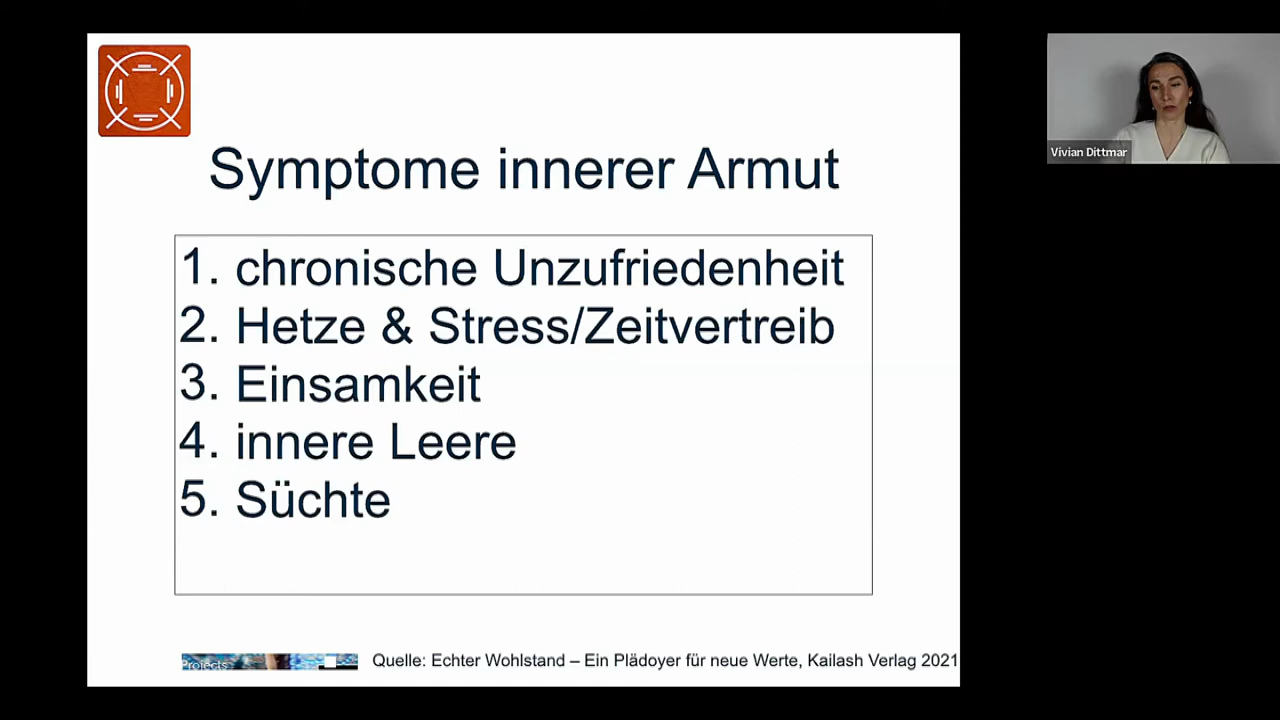 Symptome innerer Armut
1. chronische Unzufriedenheit
2. Hetze & Stress/Zeitvertreib
3. Einsamkeit
4. innere Leere
5. Süchte
Projects
Quelle: Echter Wohlstand – Ein Plädoyer für neue Werte, Kailash Verlag 2021
Vivian Dittmar